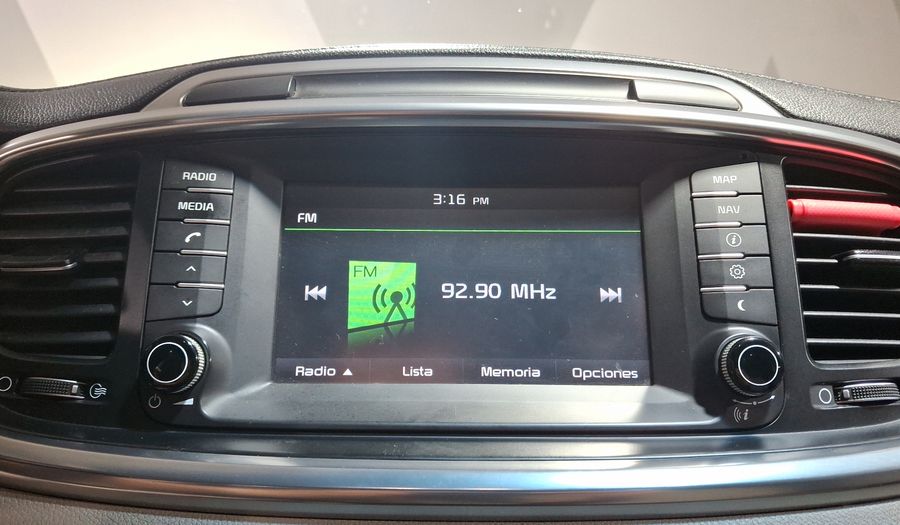 RADIO
MEDIA
MAP
NAV
3:16 PM
FM
FM
92.90 MHz
Radio ▲ Lista Memoria Opciones